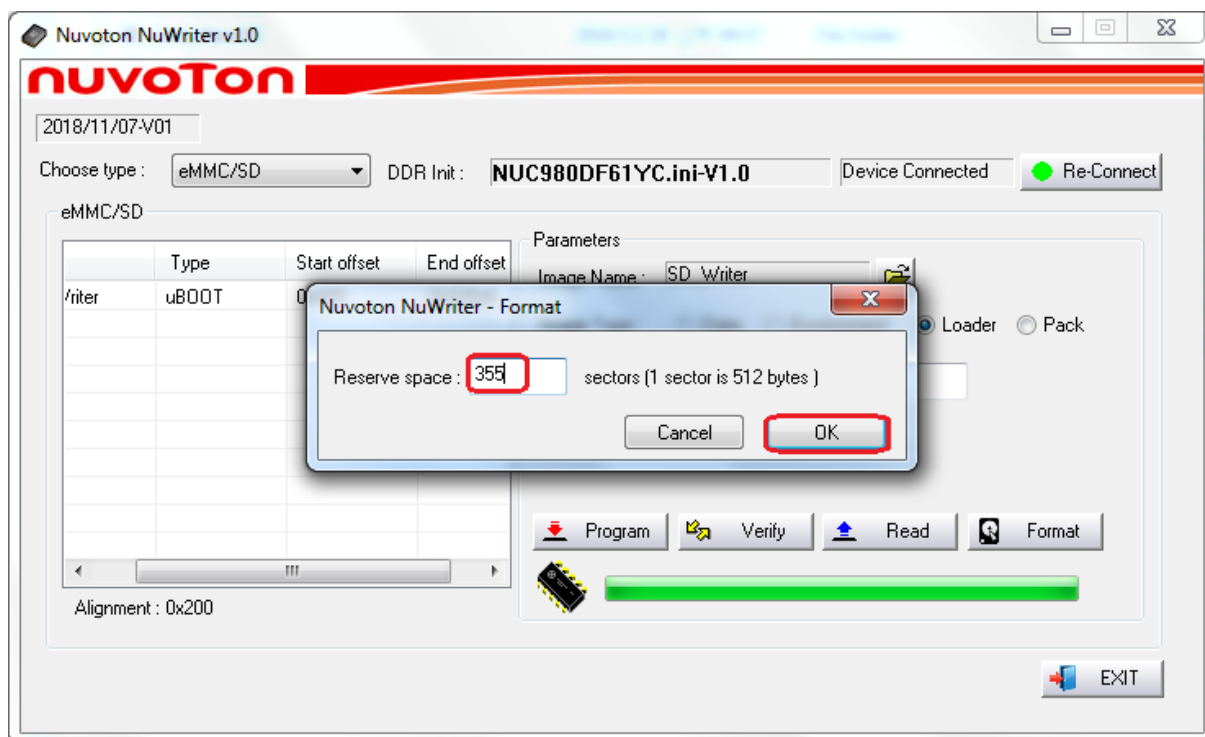 Nuvoton NuWriter v1.0
nuvoTon
2018/11/07-V01
Choose type : eMMC/SD DDR Init : NUC980DF61YC.ini-V1.0 Device Connected Re-Connect
eMMC/SD
Parameters
Type Start offset End offset
Image Name : SD_Writer
/riter uBOOT 0
Nuvoton NuWriter - Format
Loader Pack
Reserve space : 355 sectors (1 sector is 512 bytes )
Cancel OK
Program Verify Read Format
Alignment : 0x200
EXIT